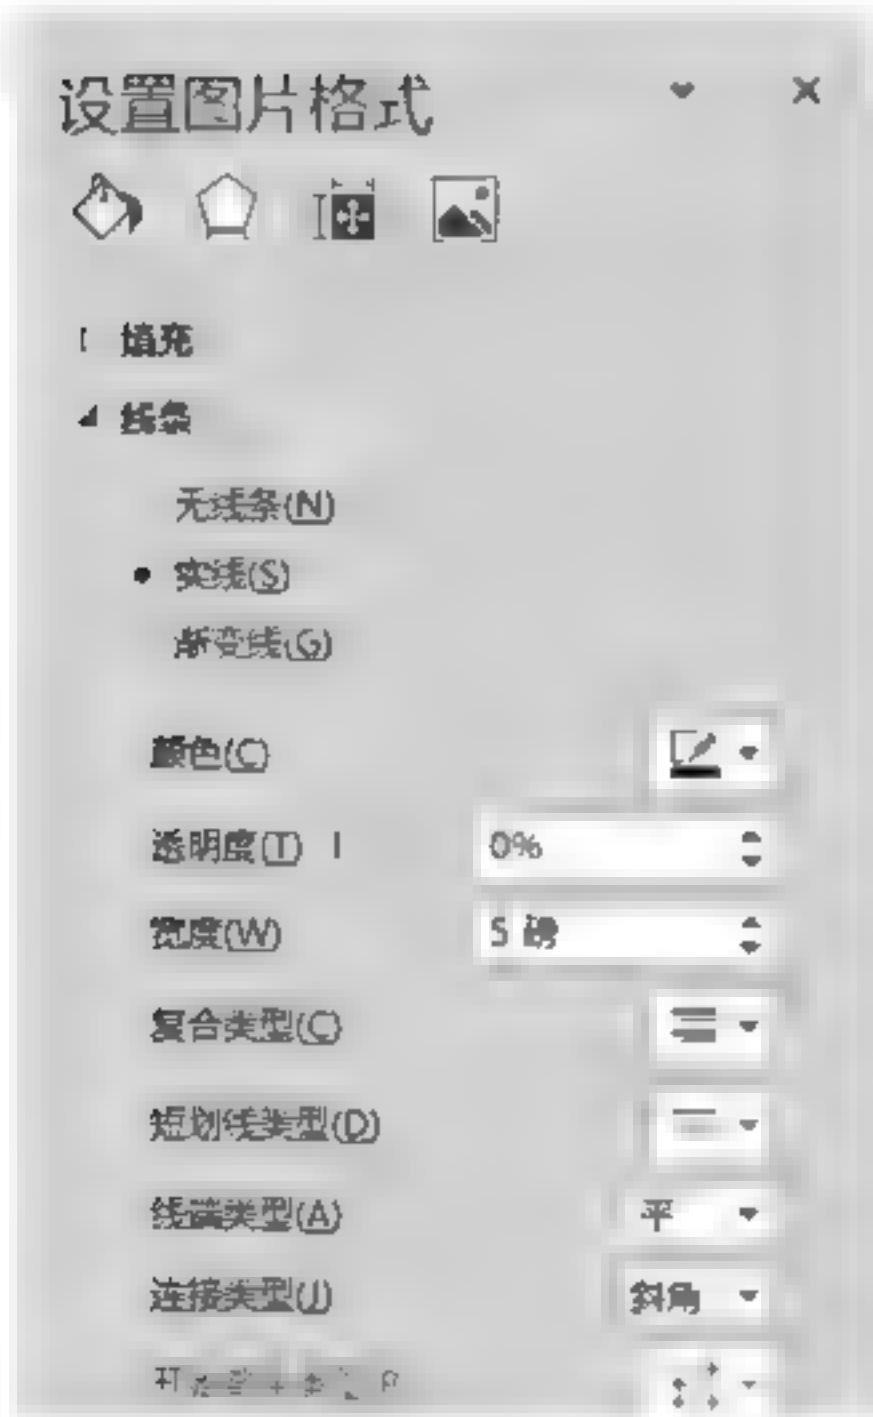 设置图片格式
填充
线条
无线条(N)
实线(S)
渐变线(G)
颜色(C)
透明度(T) 0%
宽度(W) 5 磅
复合类型(C)
短划线类型(D)
线端类型(A) 平
连接类型(J) 斜角